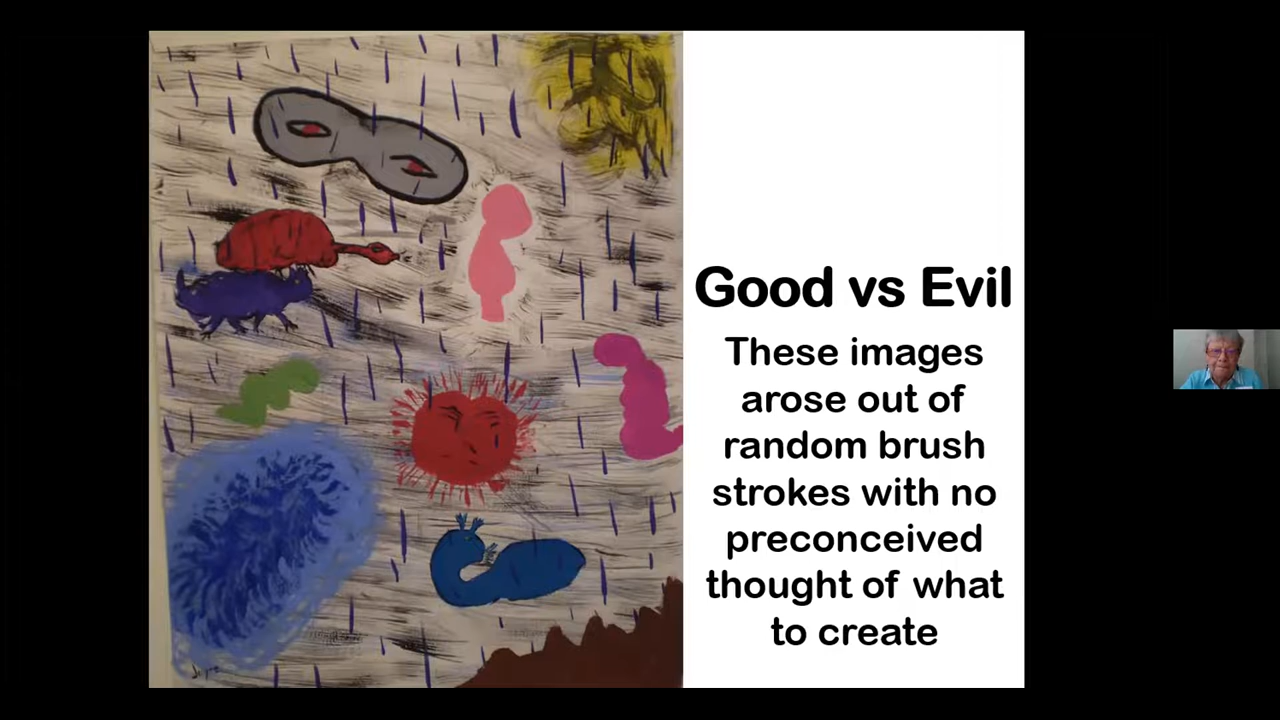 Good vs Evil
These images
arose out of
random brush
strokes with no
preconceived
thought of what
to create